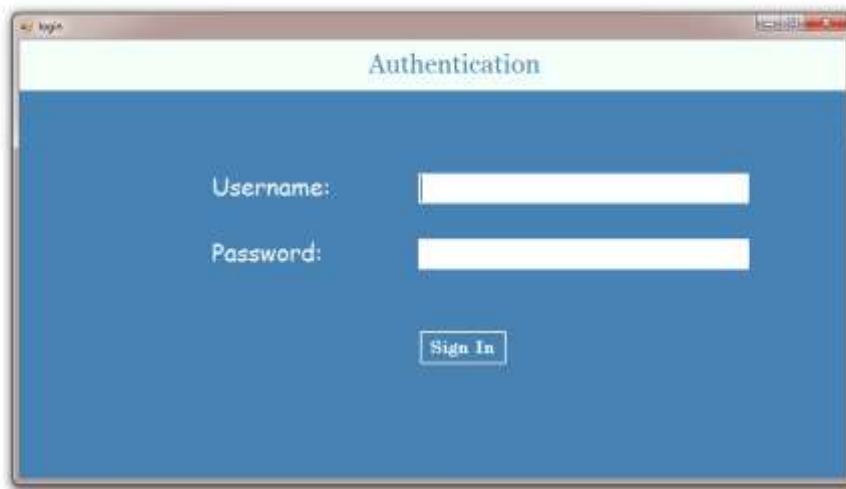 login
Authentication
Username:
Password:
Sign In